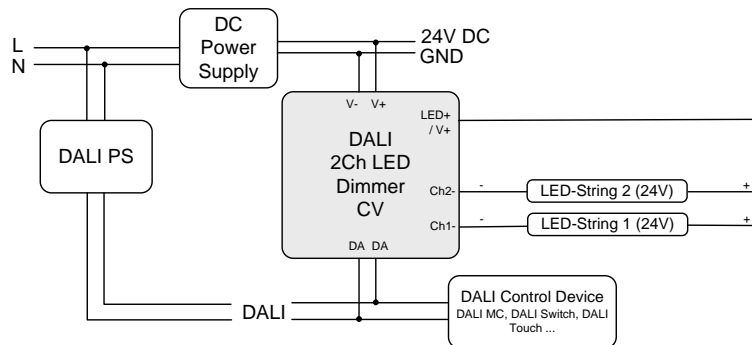 L
N
DC
Power
Supply
24V DC
GND
DALI PS
V- V+
LED+
/ V+
DALI
2Ch LED
Dimmer
CV
Ch2-
- LED-String 2 (24V) +
Ch1-
- LED-String 1 (24V) +
DA DA
DALI
DALI Control Device
DALI MC, DALI Switch, DALI
Touch ...